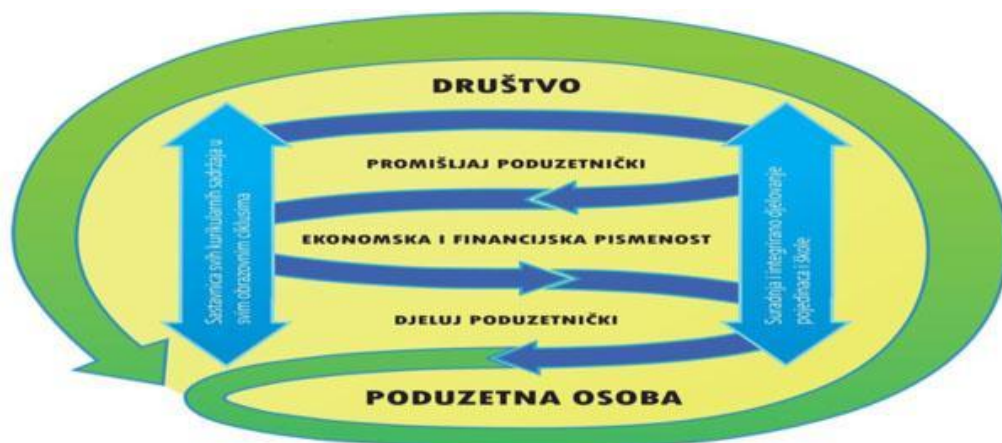 DRUŠTVO
PROMIŠLJAJ PODUZETNIČKI
EKONOMSKA I FINANCIJSKA PISMENOST
DJELUJ PODUZETNIČKI
PODUZETNA OSOBA
Sastavnica svih kurikularnih sadržaja u
svim obrazovnim ciklusima
Suradnja i integrirano djelovanje
pojedinaca i škole